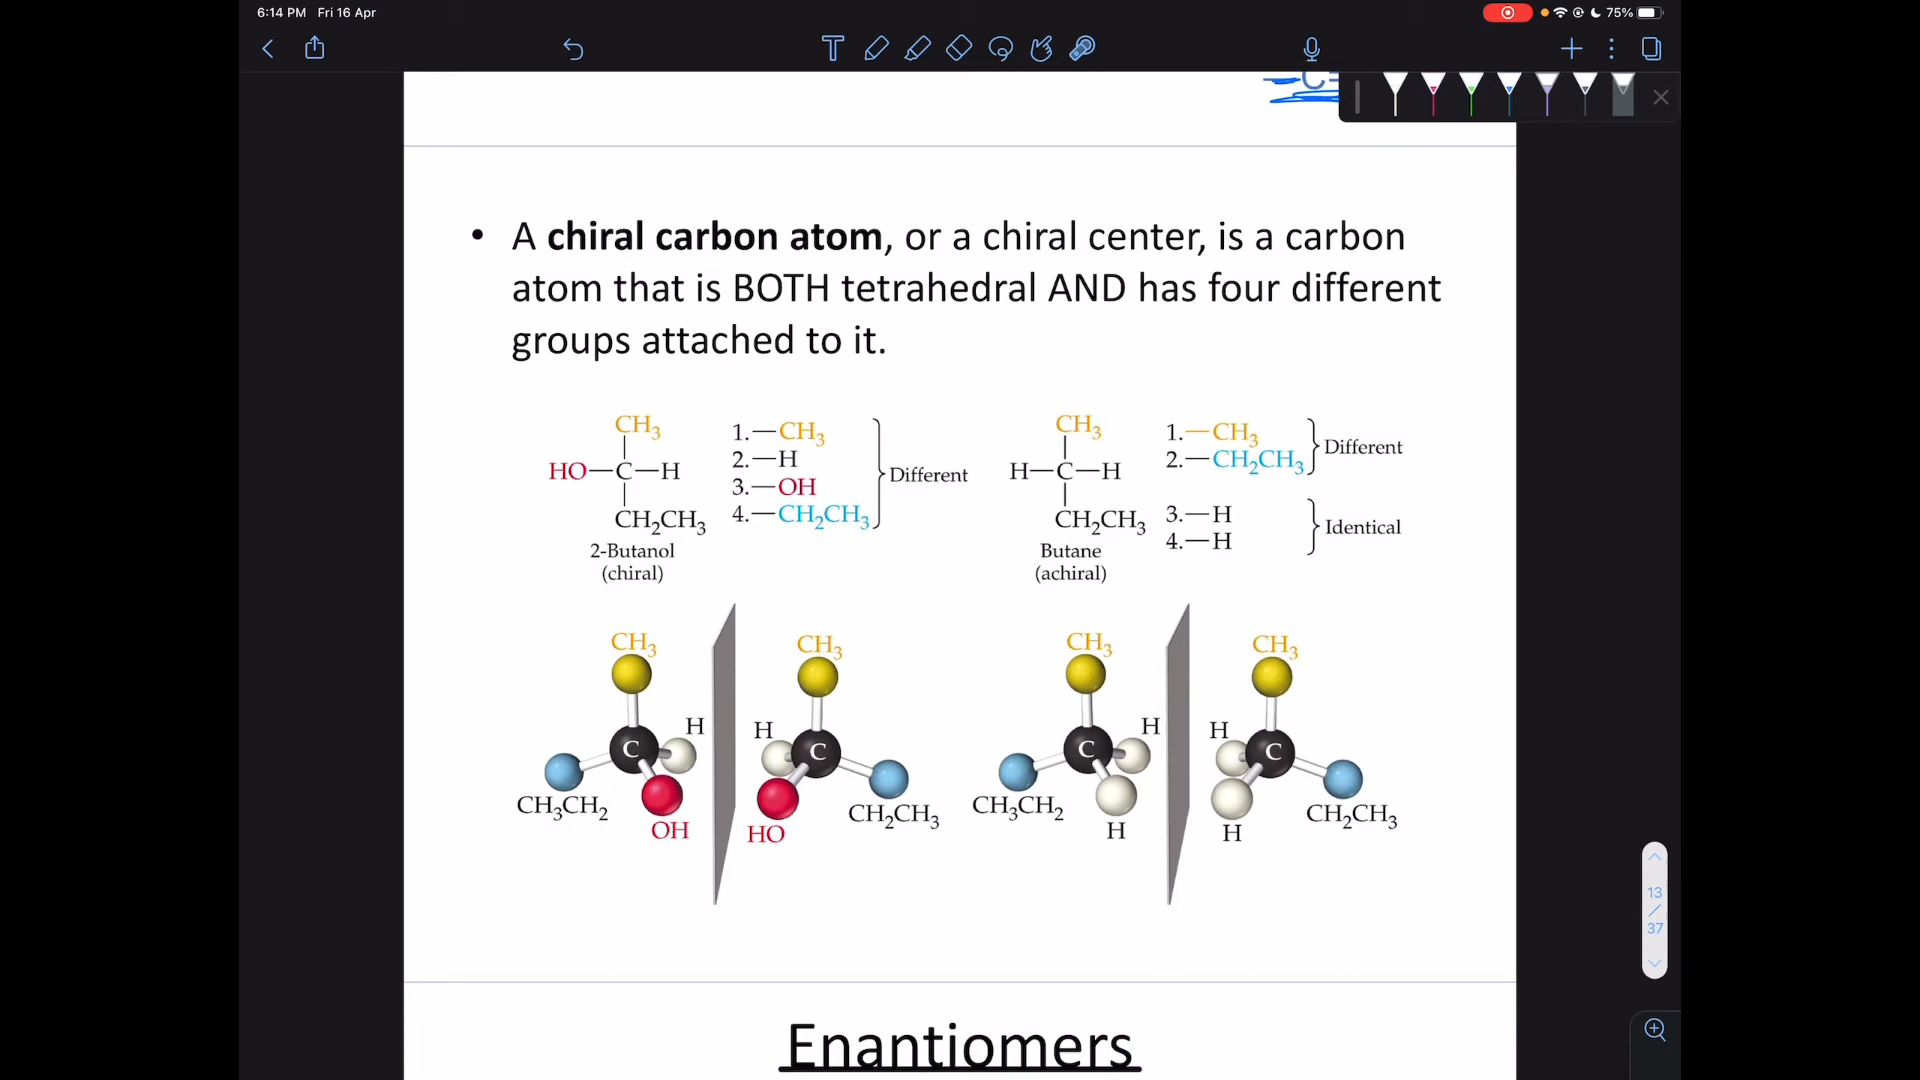 6:14 PM Fri 16 Apr
75%
C
• A chiral carbon atom, or a chiral center, is a carbon
atom that is BOTH tetrahedral AND has four different
groups attached to it.
CH₃
HO—C—H
CH₂CH₃
2-Butanol
(chiral)
1.—CH₃
2.—H
3.—OH
4.—CH₂CH₃
Different
CH₃
H—C—H
CH₂CH₃
Butane
(achiral)
1.—CH₃
2.—CH₂CH₃
Different
3.—H
4.—H
Identical
CH₃
C
H
CH₃CH₂
OH
CH₃
H
C
HO
CH₂CH₃
CH₃
C
H
CH₃CH₂
H
CH₃
H
C
H
CH₂CH₃
13
/
37
Enantiomers